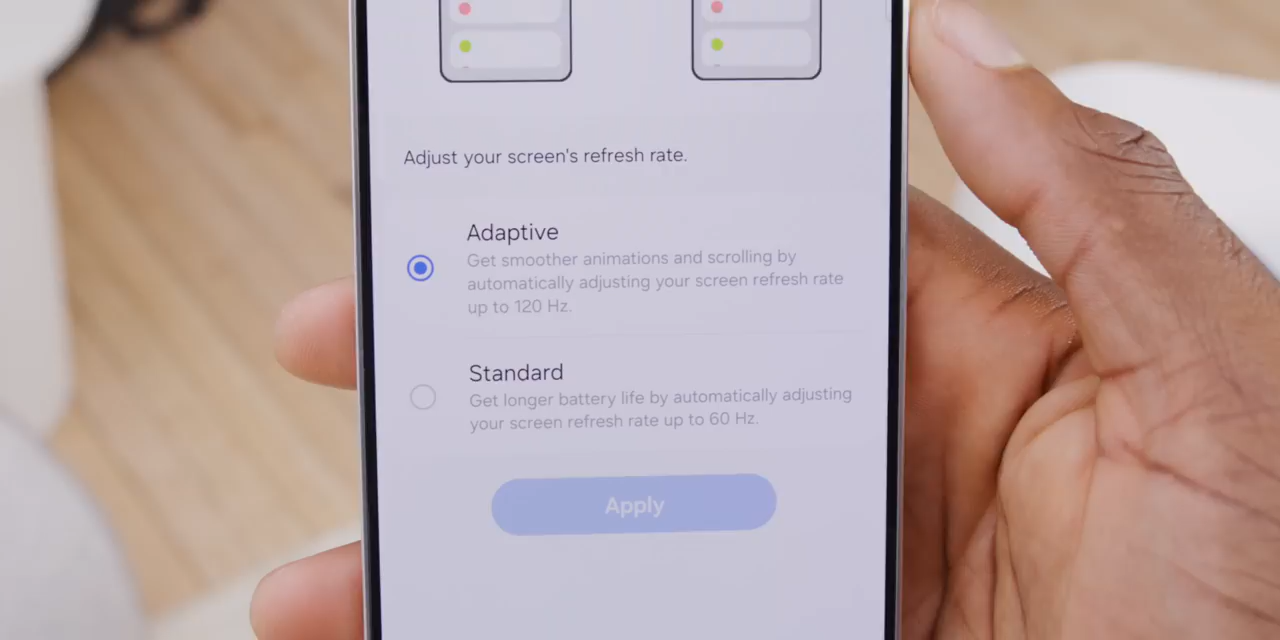 Adjust your screen's refresh rate.
Adaptive
Get smoother animations and scrolling by
automatically adjusting your screen refresh rate
up to 120 Hz.
Standard
Get longer battery life by automatically adjusting
your screen refresh rate up to 60 Hz.
Apply